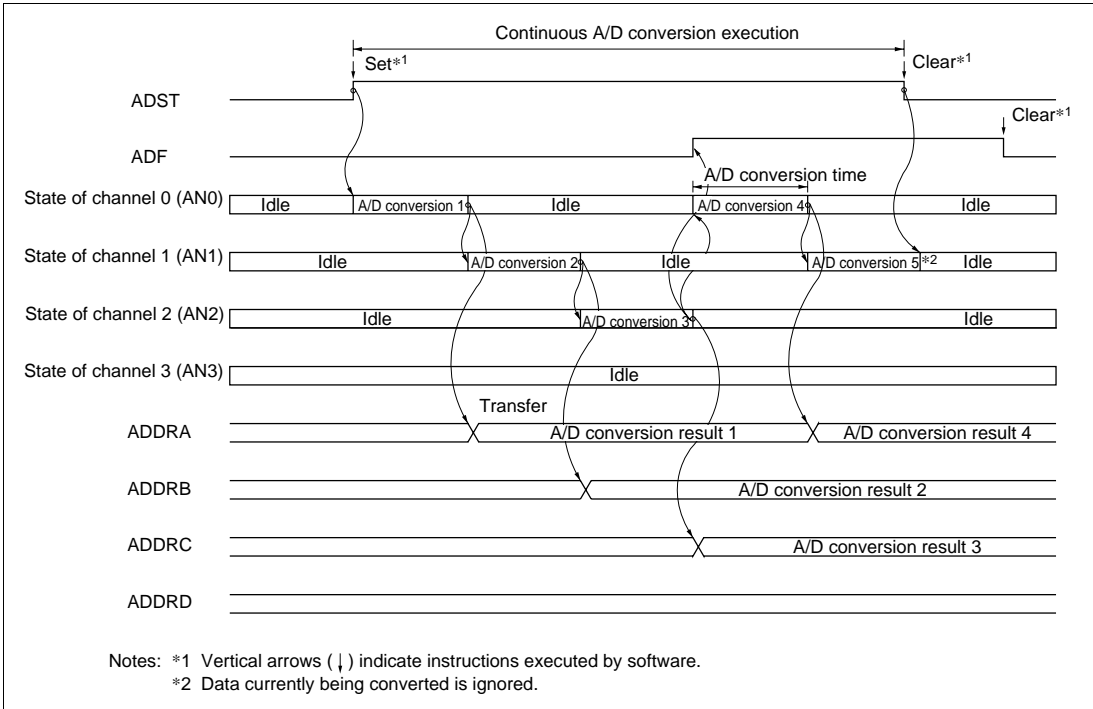 Continuous A/D conversion execution
Set*1
Clear*1
ADST
Clear*1
ADF
A/D conversion time
State of channel 0 (AN0)
Idle
A/D conversion 1
Idle
A/D conversion 4
Idle
State of channel 1 (AN1)
Idle
A/D conversion 2
Idle
A/D conversion 5
*2
Idle
State of channel 2 (AN2)
Idle
A/D conversion 3
Idle
State of channel 3 (AN3)
Idle
Transfer
ADDRA
A/D conversion result 1
A/D conversion result 4
ADDRB
A/D conversion result 2
ADDRC
A/D conversion result 3
ADDRD
Notes: *1 Vertical arrows (↓) indicate instructions executed by software.
*2 Data currently being converted is ignored.